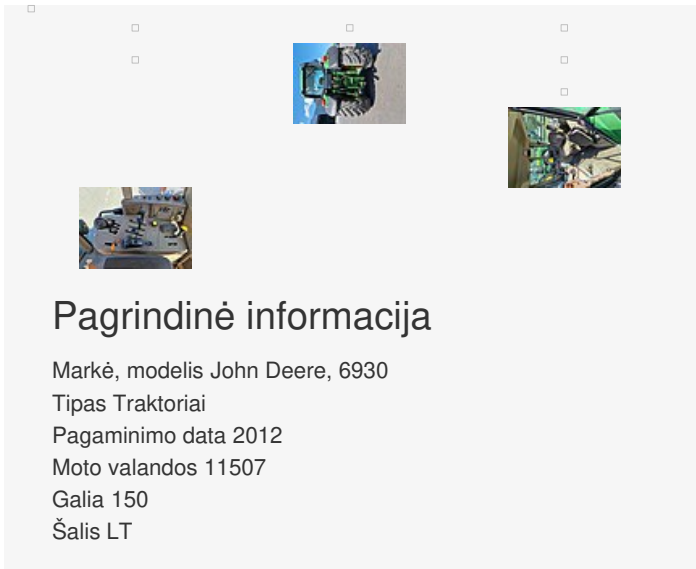 Pagrindinė informacija
Markė, modelis John Deere, 6930
Tipas Traktoriai
Pagaminimo data 2012
Moto valandos 11507
Galia 150
Šalis LT